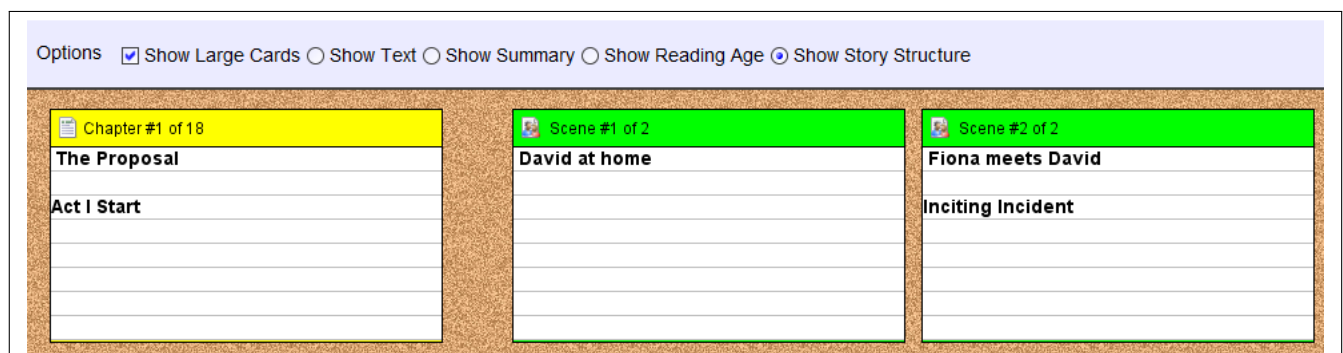 Options Show Large Cards Show Text Show Summary Show Reading Age Show Story Structure
Chapter #1 of 18
The Proposal
Act I Start
Scene #1 of 2
David at home
Scene #2 of 2
Fiona meets David
Inciting Incident